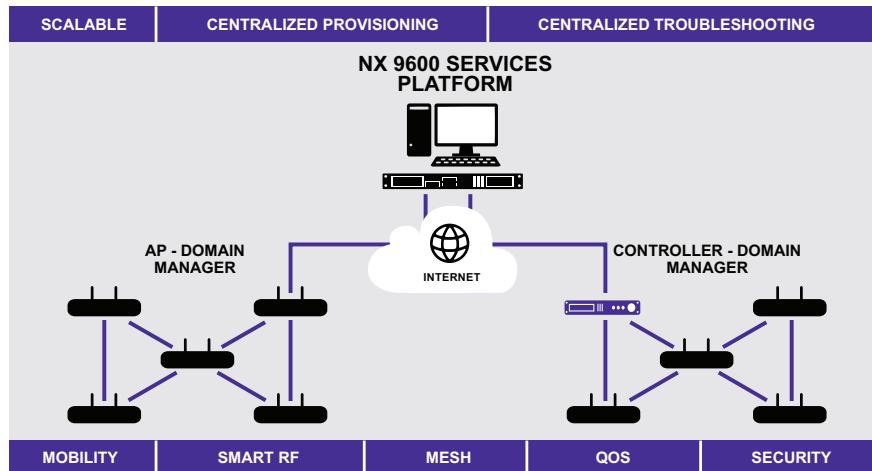 SCALABLE
CENTRALIZED PROVISIONING
CENTRALIZED TROUBLESHOOTING
NX 9600 SERVICES
PLATFORM
INTERNET
AP - DOMAIN
MANAGER
CONTROLLER - DOMAIN
MANAGER
MOBILITY
SMART RF
MESH
QOS
SECURITY